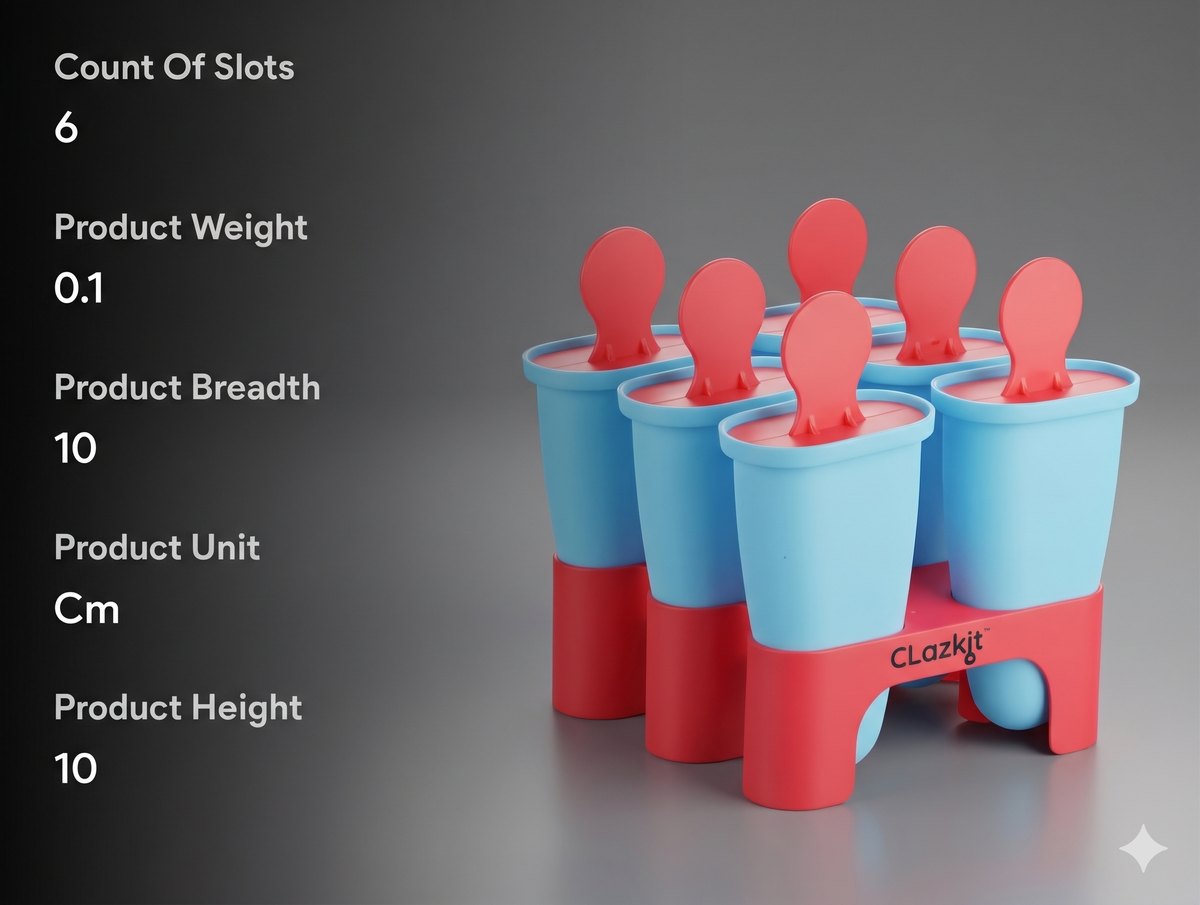 Count Of Slots
6
Product Weight
0.1
Product Breadth
10
Product Unit
Cm
Product Height
10
CLazkit™